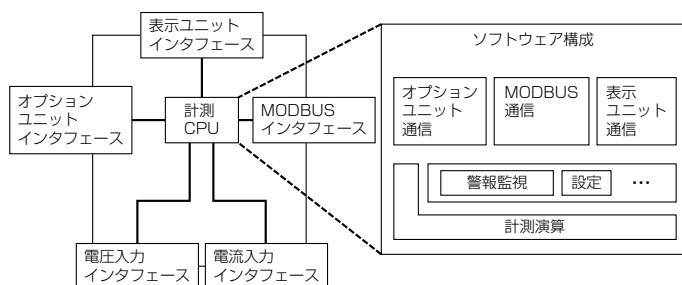 表示ユニット
インタフェース
オプション
ユニット
インタフェース
計測
CPU
MODBUS
インタフェース
電圧入力
インタフェース
電流入力
インタフェース
ソフトウェア構成
オプション
ユニット
通信
MODBUS
通信
表示
ユニット
通信
警報監視
設定
…
計測演算